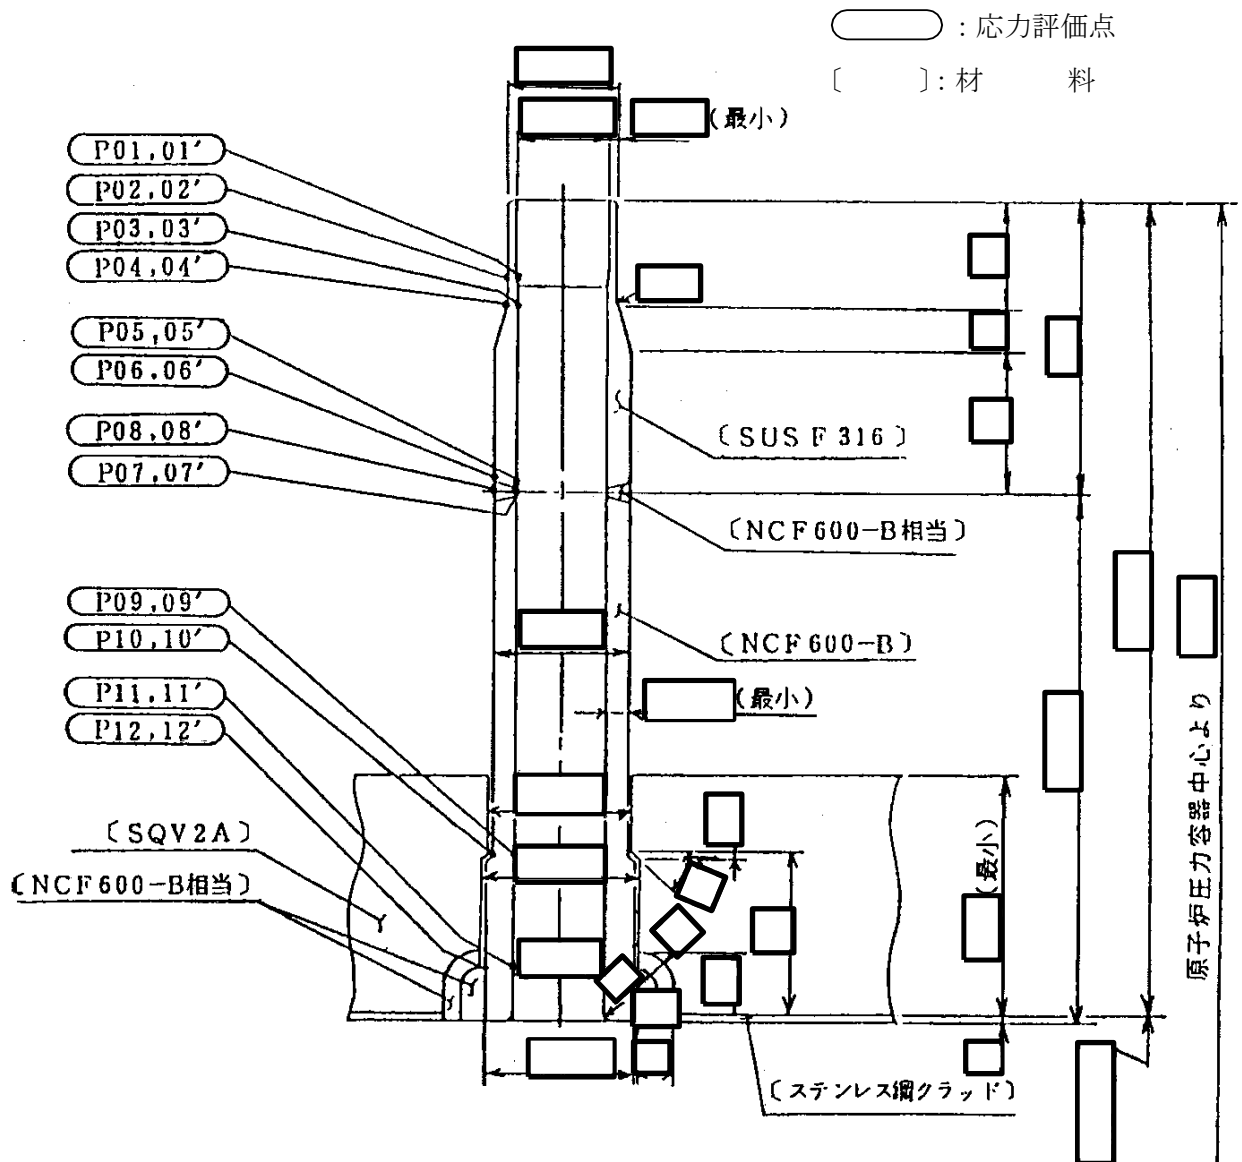 ：応力評価点
〔　　〕：材　　料
(最小)
P01,01′
P02,02′
P03,03′
P04,04′
P05,05′
P06.06′
P08,08′
P07,07′
〔SUS F 316〕
〔NCF600-B相当〕
P09,09′
P10,10′
〔NCF600-B〕
P11,11′
P12,12′
(最小)
〔SQV2A〕
〔NCF600-B相当〕
(最小)
原子炉圧力容器中心より
〔ステンレス鋼クラッド〕